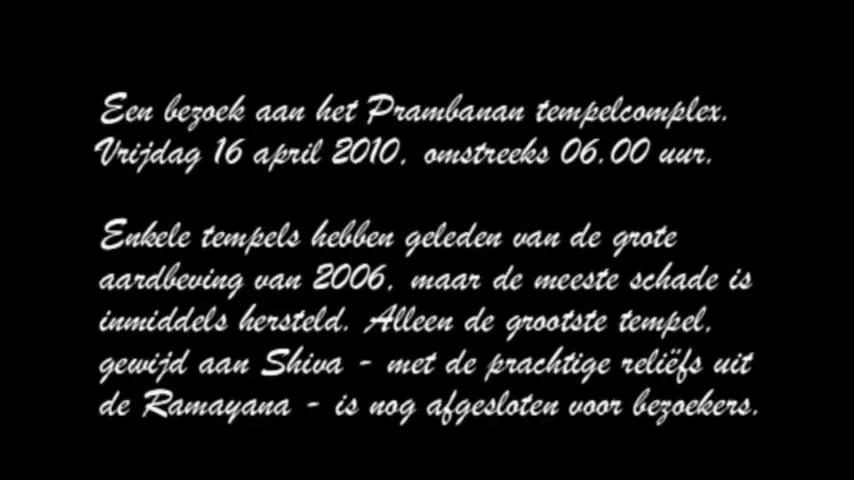 Een bezoek aan het Prambanan tempelcomplex.
Vrijdag 16 april 2010, omstreeks 06.00 uur.
Enkele tempels hebben geleden van de grote
aardbeving van 2006, maar de meeste schade is
inmiddels hersteld. Alleen de grootste tempel,
gewijd aan Shiva - met de prachtige reliëfs uit
de Ramayana - is nog afgesloten voor bezoekers.